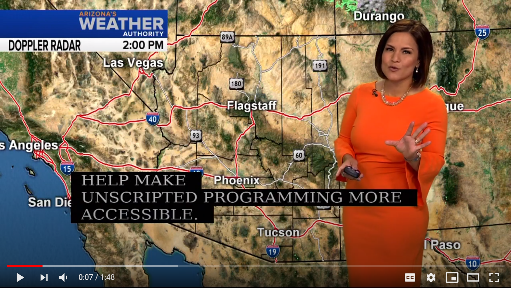 ARIZONA'S
WEATHER
AUTHORITY
DOPPLER RADAR 2:00 PM
Durango
25
89A
Las Vegas
191
180
Flagstaff
que
40
93
s Angeles
60
15
HELP MAKE
Phoenix
UNSCRIPTED PROGRAMMING MORE
San Die
ACCESSIBLE.
Tucson
l Paso
19
10
0:07 / 1:48
CC